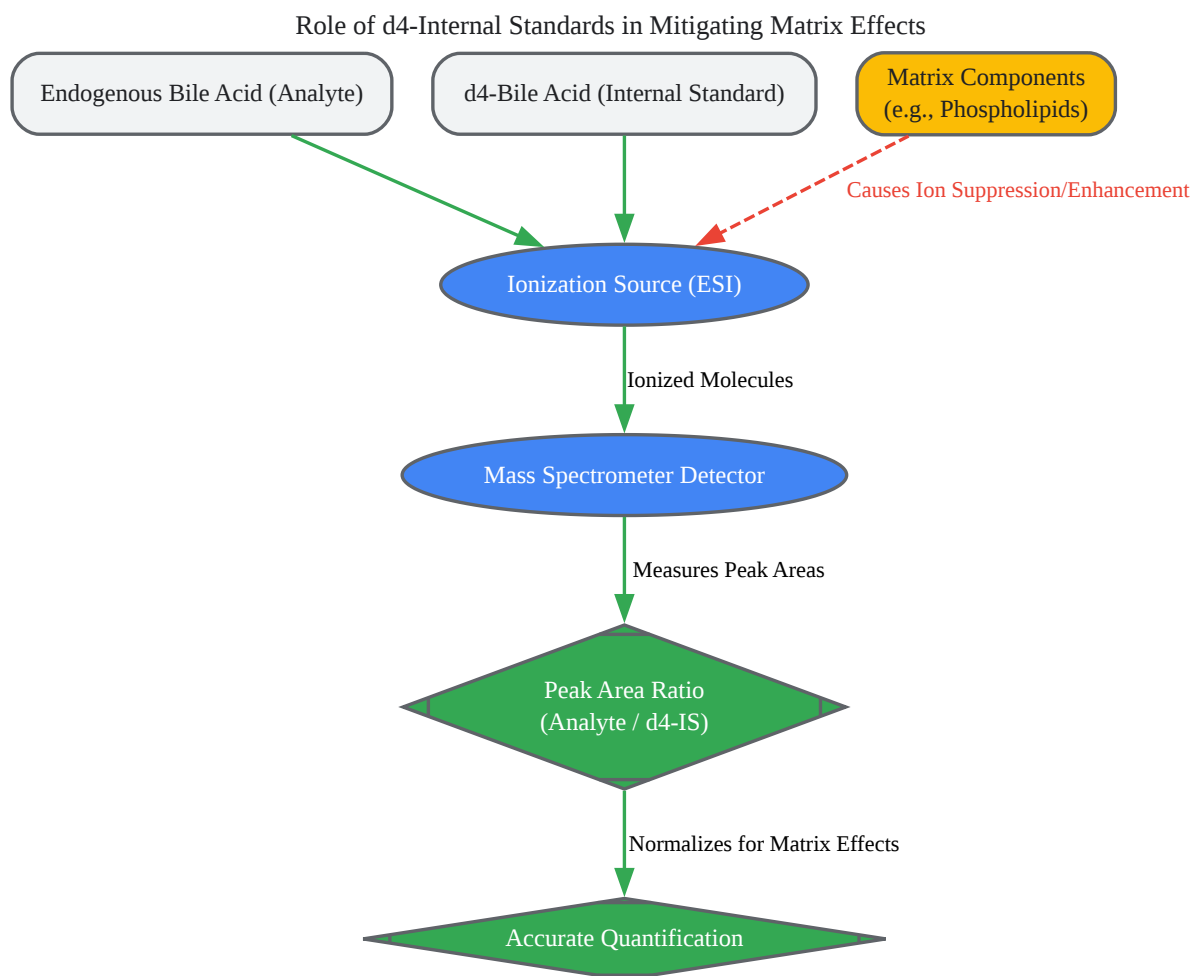 Role of d4-Internal Standards in Mitigating Matrix Effects
Endogenous Bile Acid (Analyte)
d4-Bile Acid (Internal Standard)
Matrix Components
(e.g., Phospholipids)
Causes Ion Suppression/Enhancement
Ionization Source (ESI)
Ionized Molecules
Mass Spectrometer Detector
Measures Peak Areas
Peak Area Ratio
(Analyte / d4-IS)
Normalizes for Matrix Effects
Accurate Quantification